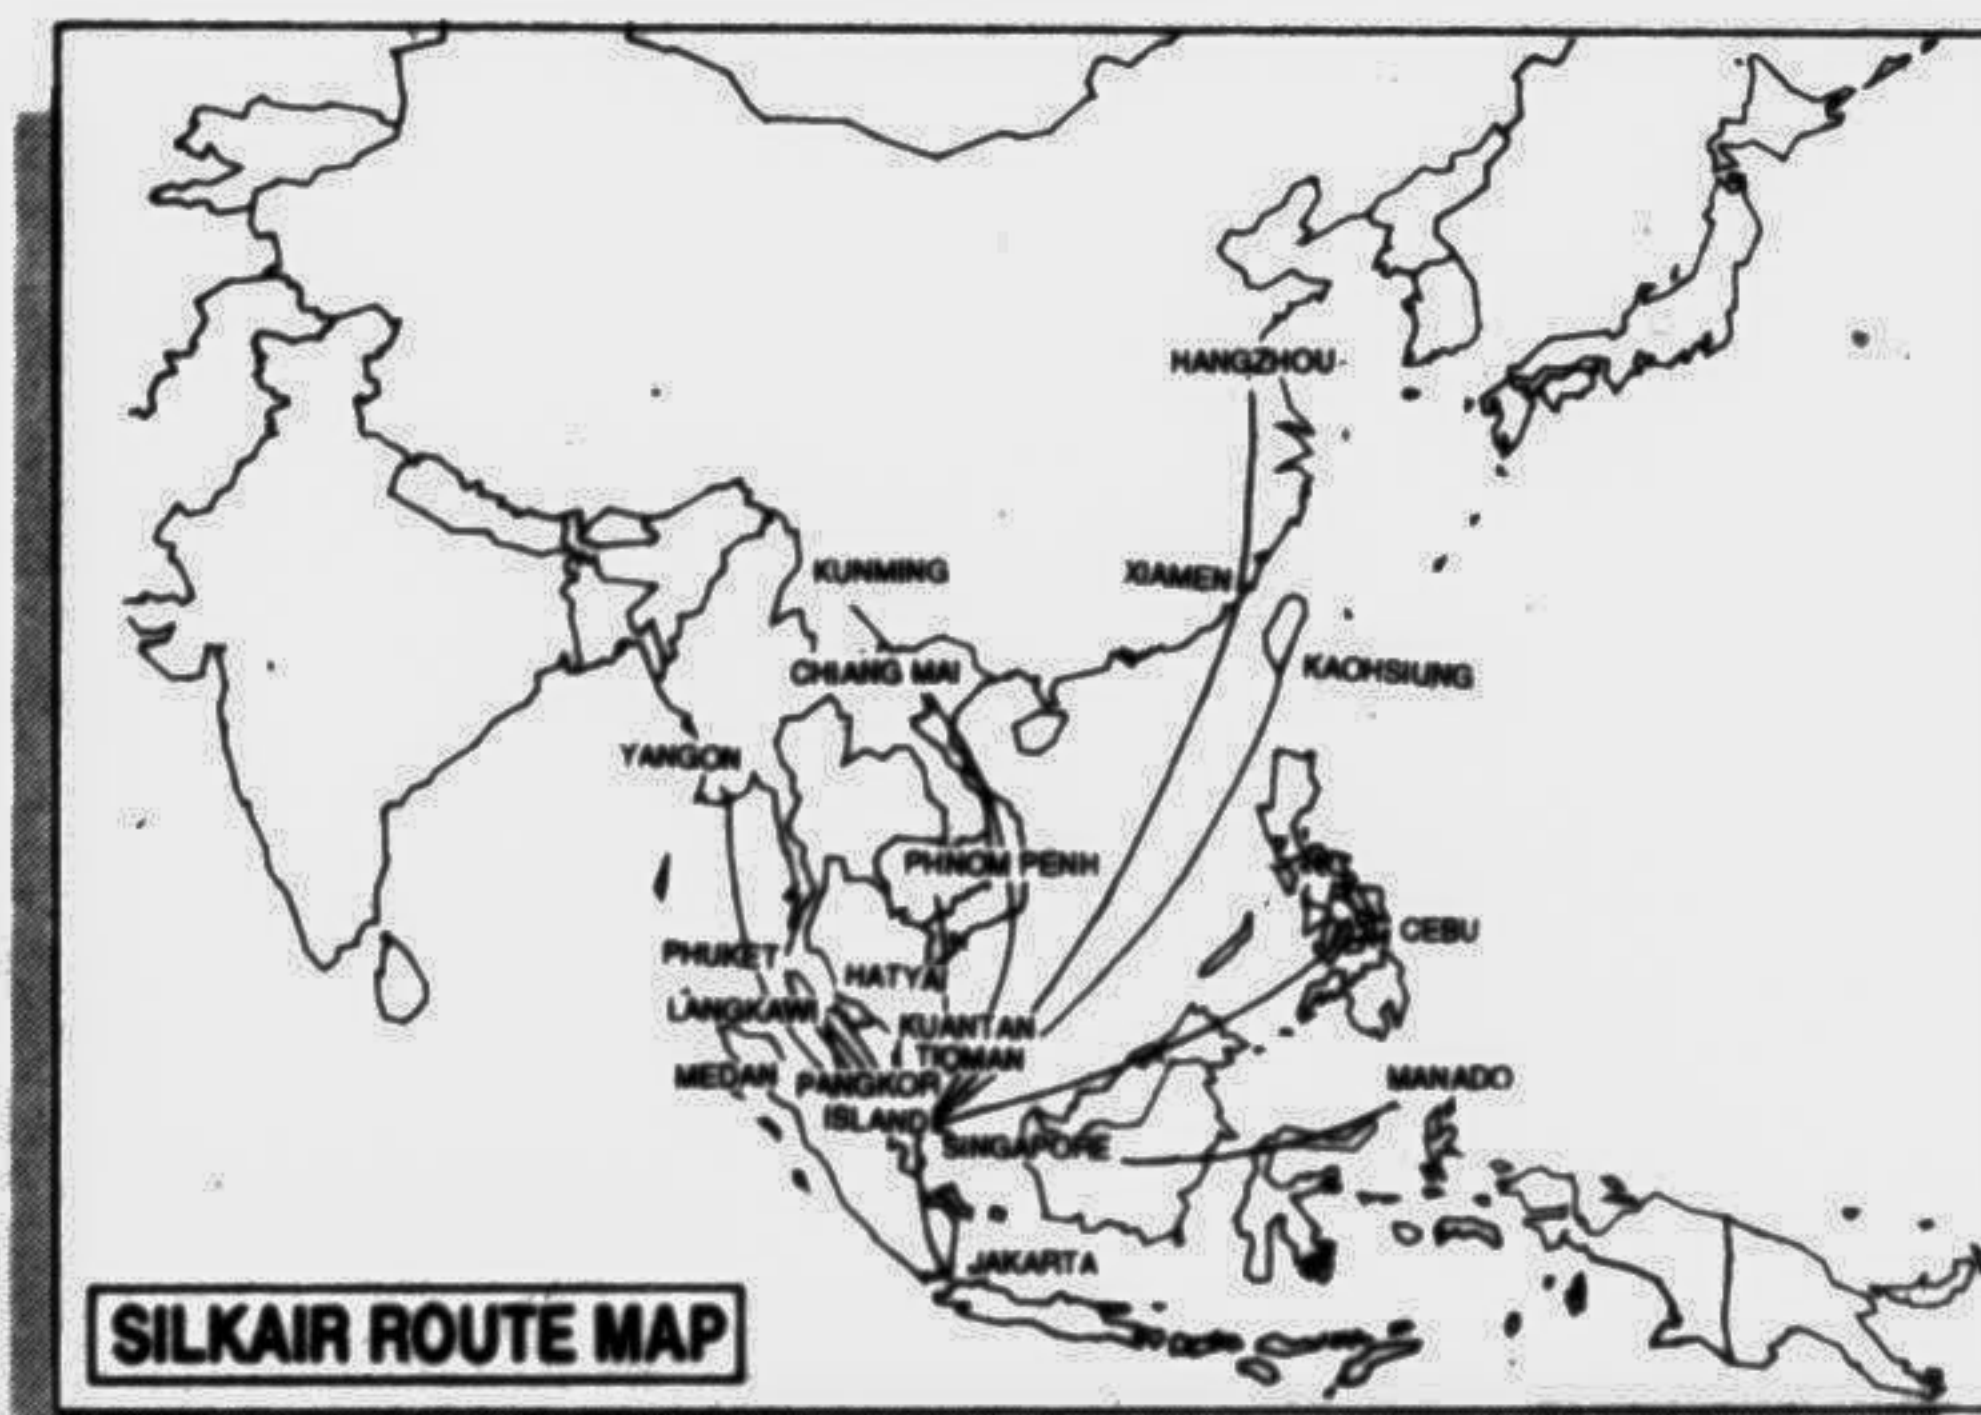 HANGZHOU
KUNMING
XIAMEN
CHIANG MAI
KAOHSIUNG
YANGON
PHNOM PENH
CEBU
PHUKET
HATYAI
LANGKAWI
KUANTAN
TIOMAN
MEDAN
PANGKOR
ISLAND
MANADO
SINGAPORE
JAKARTA
SILKAIR ROUTE MAP